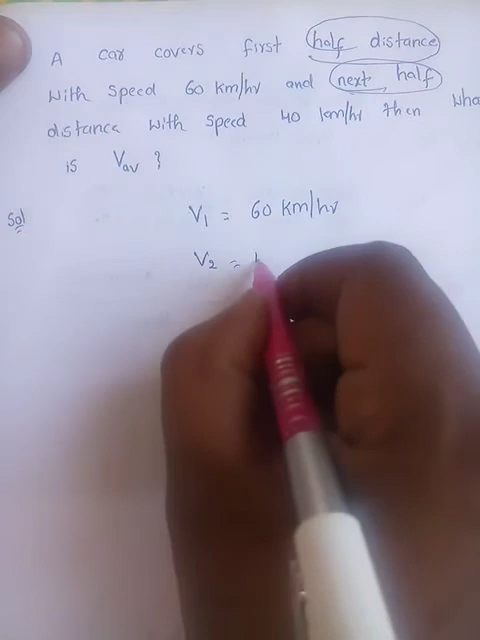 A car covers first half distance
with speed 60 km/hr and next half
distance with speed 40 km/hr then
is Vav ?
Sol
V1 = 60 km/hr
V2 =